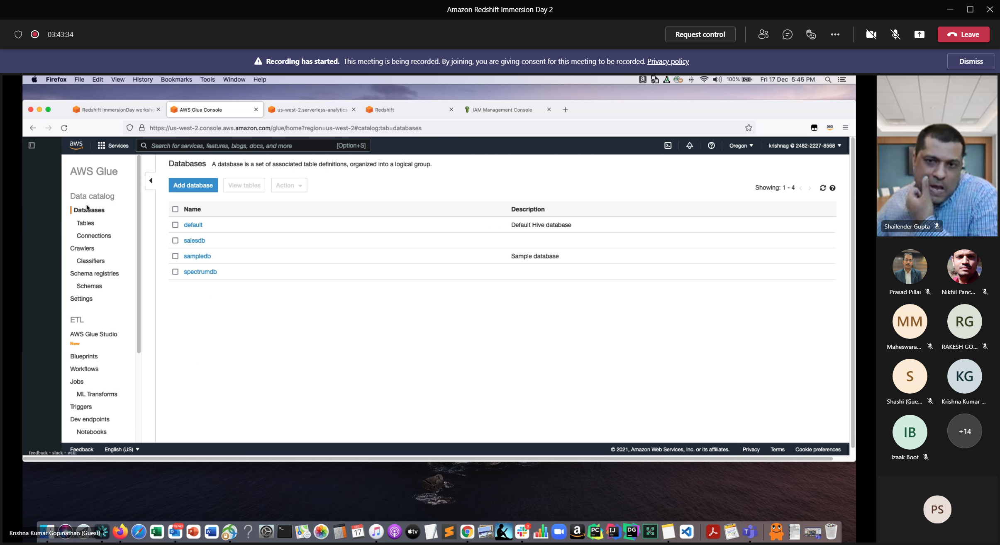 Amazon Redshift Immersion Day 2
03:43:34
Request control
Leave
Recording has started. This meeting is being recorded. By joining, you are giving consent for this meeting to be recorded. Privacy policy
Dismiss
Firefox File Edit View History Bookmarks Tools Window Help
100% Fri 17 Dec 5:45 PM
Redshift ImmersionDay worksho
AWS Glue Console
us-west-2.serverless-analytics
Redshift
IAM Management Console
https://us-west-2.console.aws.amazon.com/glue/home?region=us-west-2#catalog:tab=databases
aws
Services
Search for services, features, blogs, docs, and more [Option+S]
Oregon
krishnag @ 2482-2227-8568
AWS Glue
Data catalog
Databases
Tables
Connections
Crawlers
Classifiers
Schema registries
Schemas
Settings
ETL
AWS Glue Studio
New
Blueprints
Workflows
Jobs
ML Transforms
Triggers
Dev endpoints
Notebooks
Databases A database is a set of associated table definitions, organized into a logical group.
Add database
View tables
Action
Showing: 1 - 4
Name Description
default Default Hive database
salesdb
sampledb Sample database
spectrumdb
feedback • slack • wiki
Feedback
English (US)
© 2021, Amazon Web Services, Inc. or its affiliates. Privacy Terms Cookie preferences
Krishna Kumar Gopinathan (Guest)
15740
DEC
17
tv
2
PC
IJ
DG
Shailender Gupta
Prasad Pillai
Nikhil Panc...
MM
Maheswara...
RG
RAKESH GO...
S
Shashi (Gue...
KG
Krishna Kumar ...
IB
Izaak Boot
+14
PS